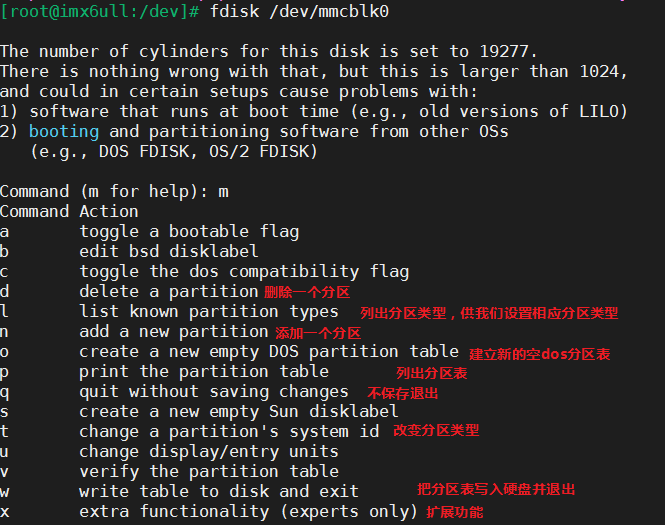 [root@imx6ull:/dev]# fdisk /dev/mmcblk0
The number of cylinders for this disk is set to 19277.
There is nothing wrong with that, but this is larger than 1024,
and could in certain setups cause problems with:
1) software that runs at boot time (e.g., old versions of LILO)
2) booting and partitioning software from other OSs
(e.g., DOS FDISK, OS/2 FDISK)
Command (m for help): m
Command Action
a toggle a bootable flag
b edit bsd disklabel
c toggle the dos compatibility flag
d delete a partition 删除一个分区
l list known partition types 列出分区类型，供我们设置相应分区类型
n add a new partition 添加一个分区
o create a new empty DOS partition table 建立新的空dos分区表
p print the partition table 列出分区表
q quit without saving changes 不保存退出
s create a new empty Sun disklabel
t change a partition's system id 改变分区类型
u change display/entry units
v verify the partition table
w write table to disk and exit 把分区表写入硬盘并退出
x extra functionality (experts only) 扩展功能